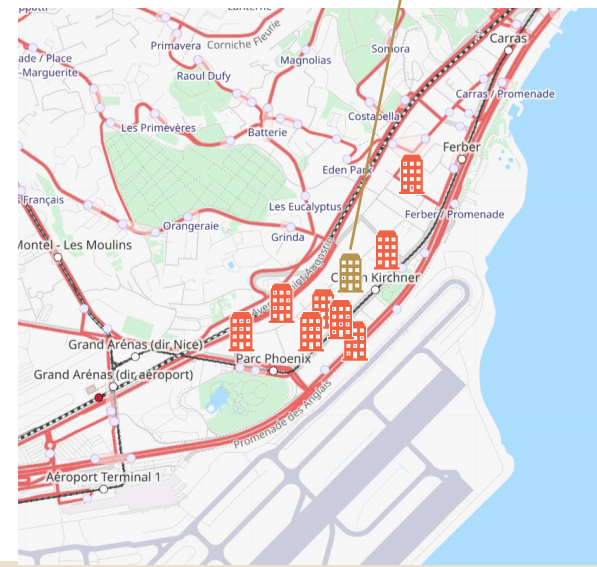 Primavera
Corniche Fleurie
Somora
Carras
ade / Place
-Marguerite
Magnolias
Raoul Dufy
Carras / Promenade
Costabella
Les Primevères
Batterie
Ferber
Eden Park
Français
Les Eucalyptus
Ferber / Promenade
Orangeraie
Grinda
Montel - Les Moulins
Kirchner
Grand Arénas (dir. Nice)
Parc Phoenix
Grand Arénas (dir. aéroport)
Promenade des Anglais
Aéroport Terminal 1